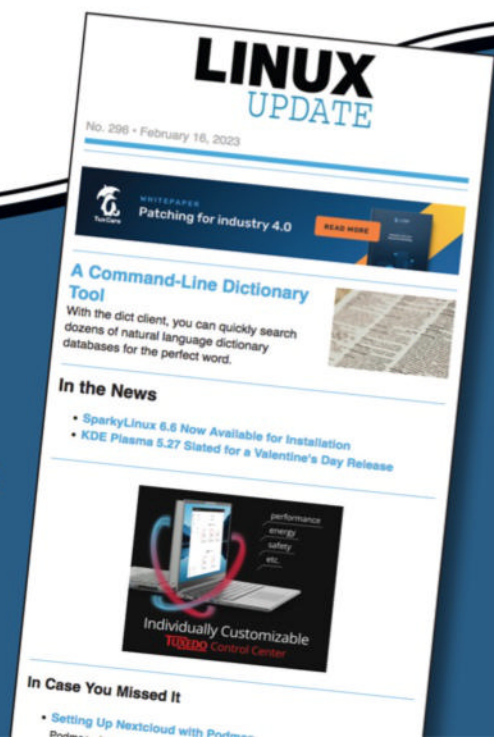 LINUX
UPDATE
No. 296 • February 16, 2023
TuxCare
WHITEPAPER
Patching for industry 4.0
READ MORE
A Command-Line Dictionary
Tool
With the dict client, you can quickly search
dozens of natural language dictionary
databases for the perfect word.
In the News
• SparkyLinux 6.6 Now Available for Installation
• KDE Plasma 5.27 Slated for a Valentine's Day Release
performance
energy
safety
etc.
Individually Customizable
TUXEDO Control Center
In Case You Missed It
• Setting Up Nextcloud with Podman